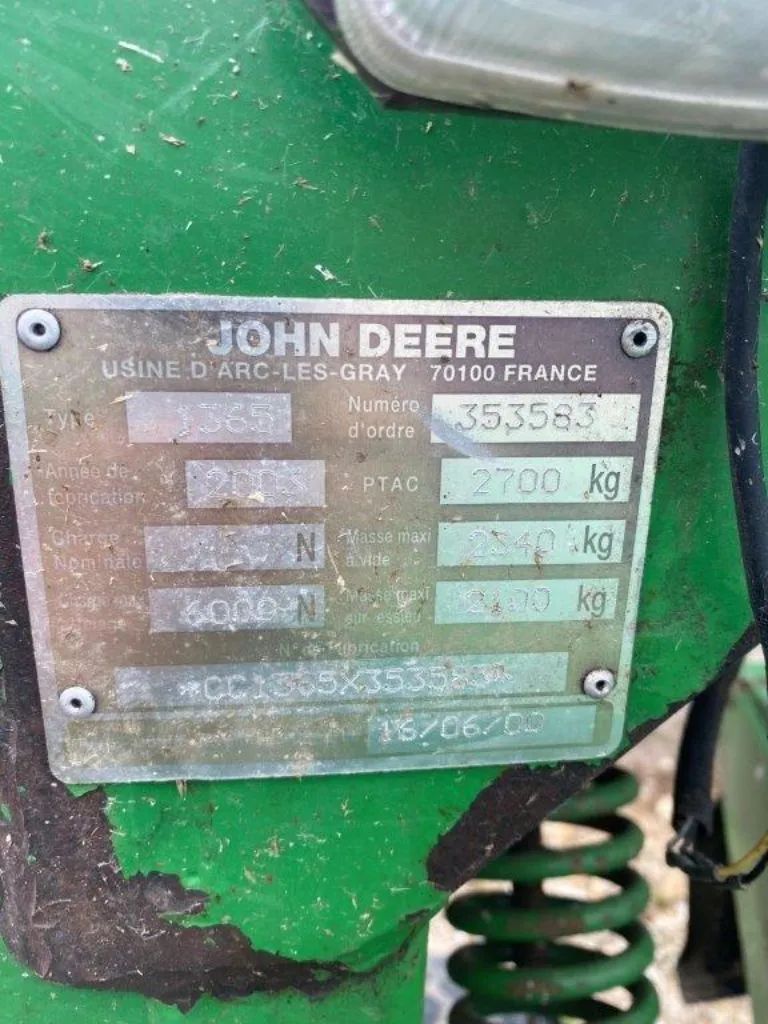 JOHN DEERE
USINE D'ARC-LES-GRAY 70100 FRANCE
Type 1365 Numéro d'ordre 353583
Année de fabrication 2003 PTAC 2700 kg
Charge Nominale N Masse maxi à vide 2340 kg
6000 N Masse maxi sur essieu 2100 kg
N° de fabrication
*CC1365X353583*
16/06/00